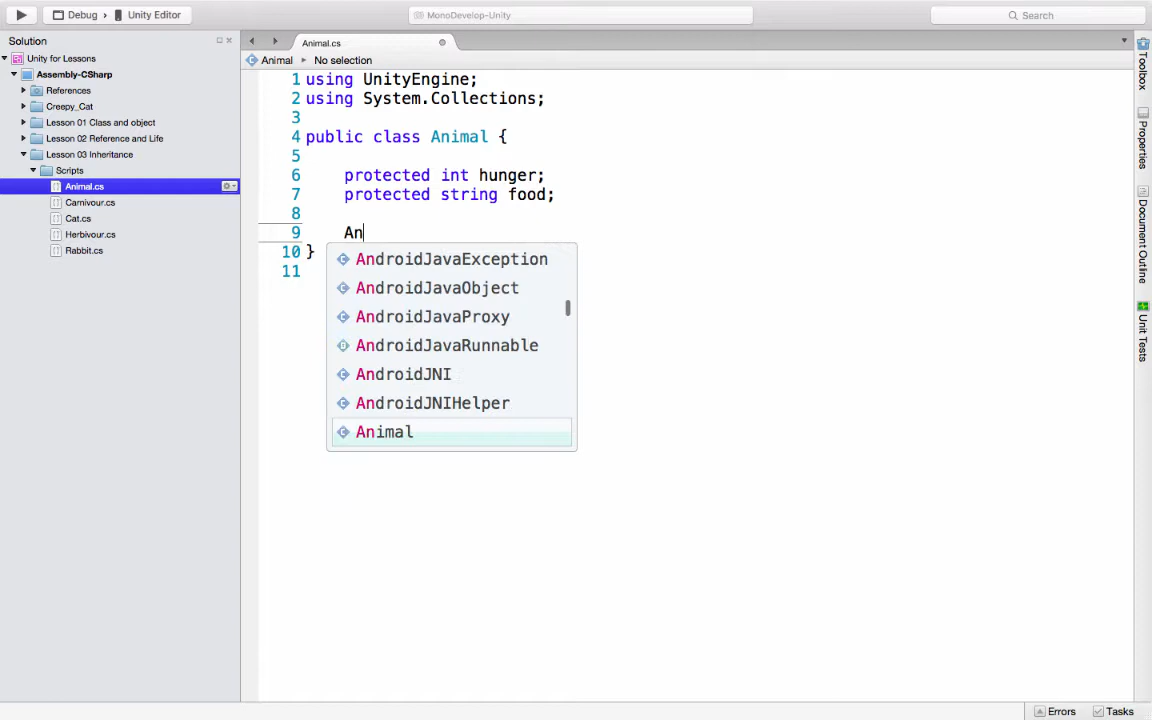 Debug › Unity Editor
MonoDevelop-Unity
Search
Solution
Unity for Lessons
Assembly-CSharp
References
Creepy_Cat
Lesson 01 Class and object
Lesson 02 Reference and Life
Lesson 03 Inheritance
Scripts
Animal.cs
Carnivour.cs
Cat.cs
Herbivour.cs
Rabbit.cs
Animal.cs
Animal ▸ No selection
1 using UnityEngine;
2 using System.Collections;
3
4 public class Animal {
5
6 protected int hunger;
7 protected string food;
8
9 An
10 }
11
AndroidJavaException
AndroidJavaObject
AndroidJavaProxy
AndroidJavaRunnable
AndroidJNI
AndroidJNIHelper
Animal
Toolbox
Properties
Document Outline
Unit Tests
Errors
Tasks